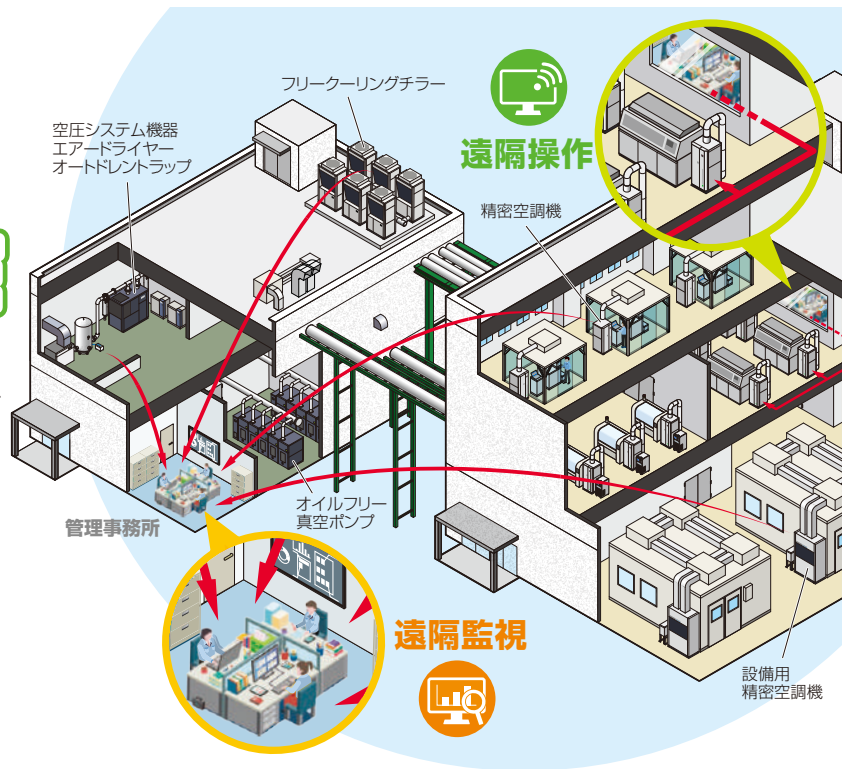 フリークーリングチラー
空圧システム機器
エアードライヤー
オートドレントラップ
遠隔操作
精密空調機
オイルフリー
真空ポンプ
管理事務所
遠隔監視
設備用
精密空調機